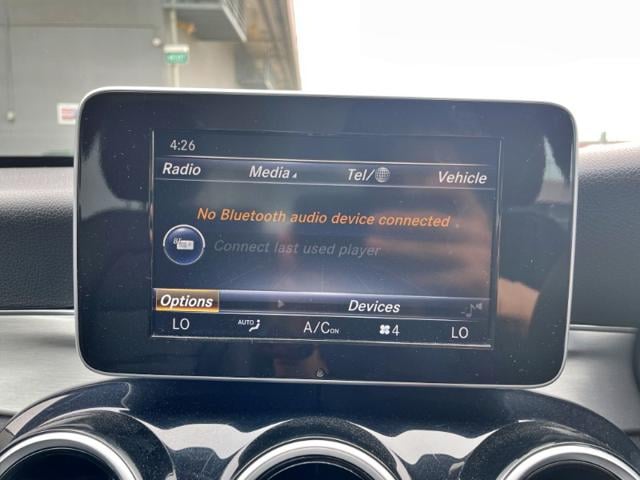 4:26
Radio Media Tel/ Vehicle
No Bluetooth audio device connected
Connect last used player
Options Devices
LO AUTO A/C ON 4 LO